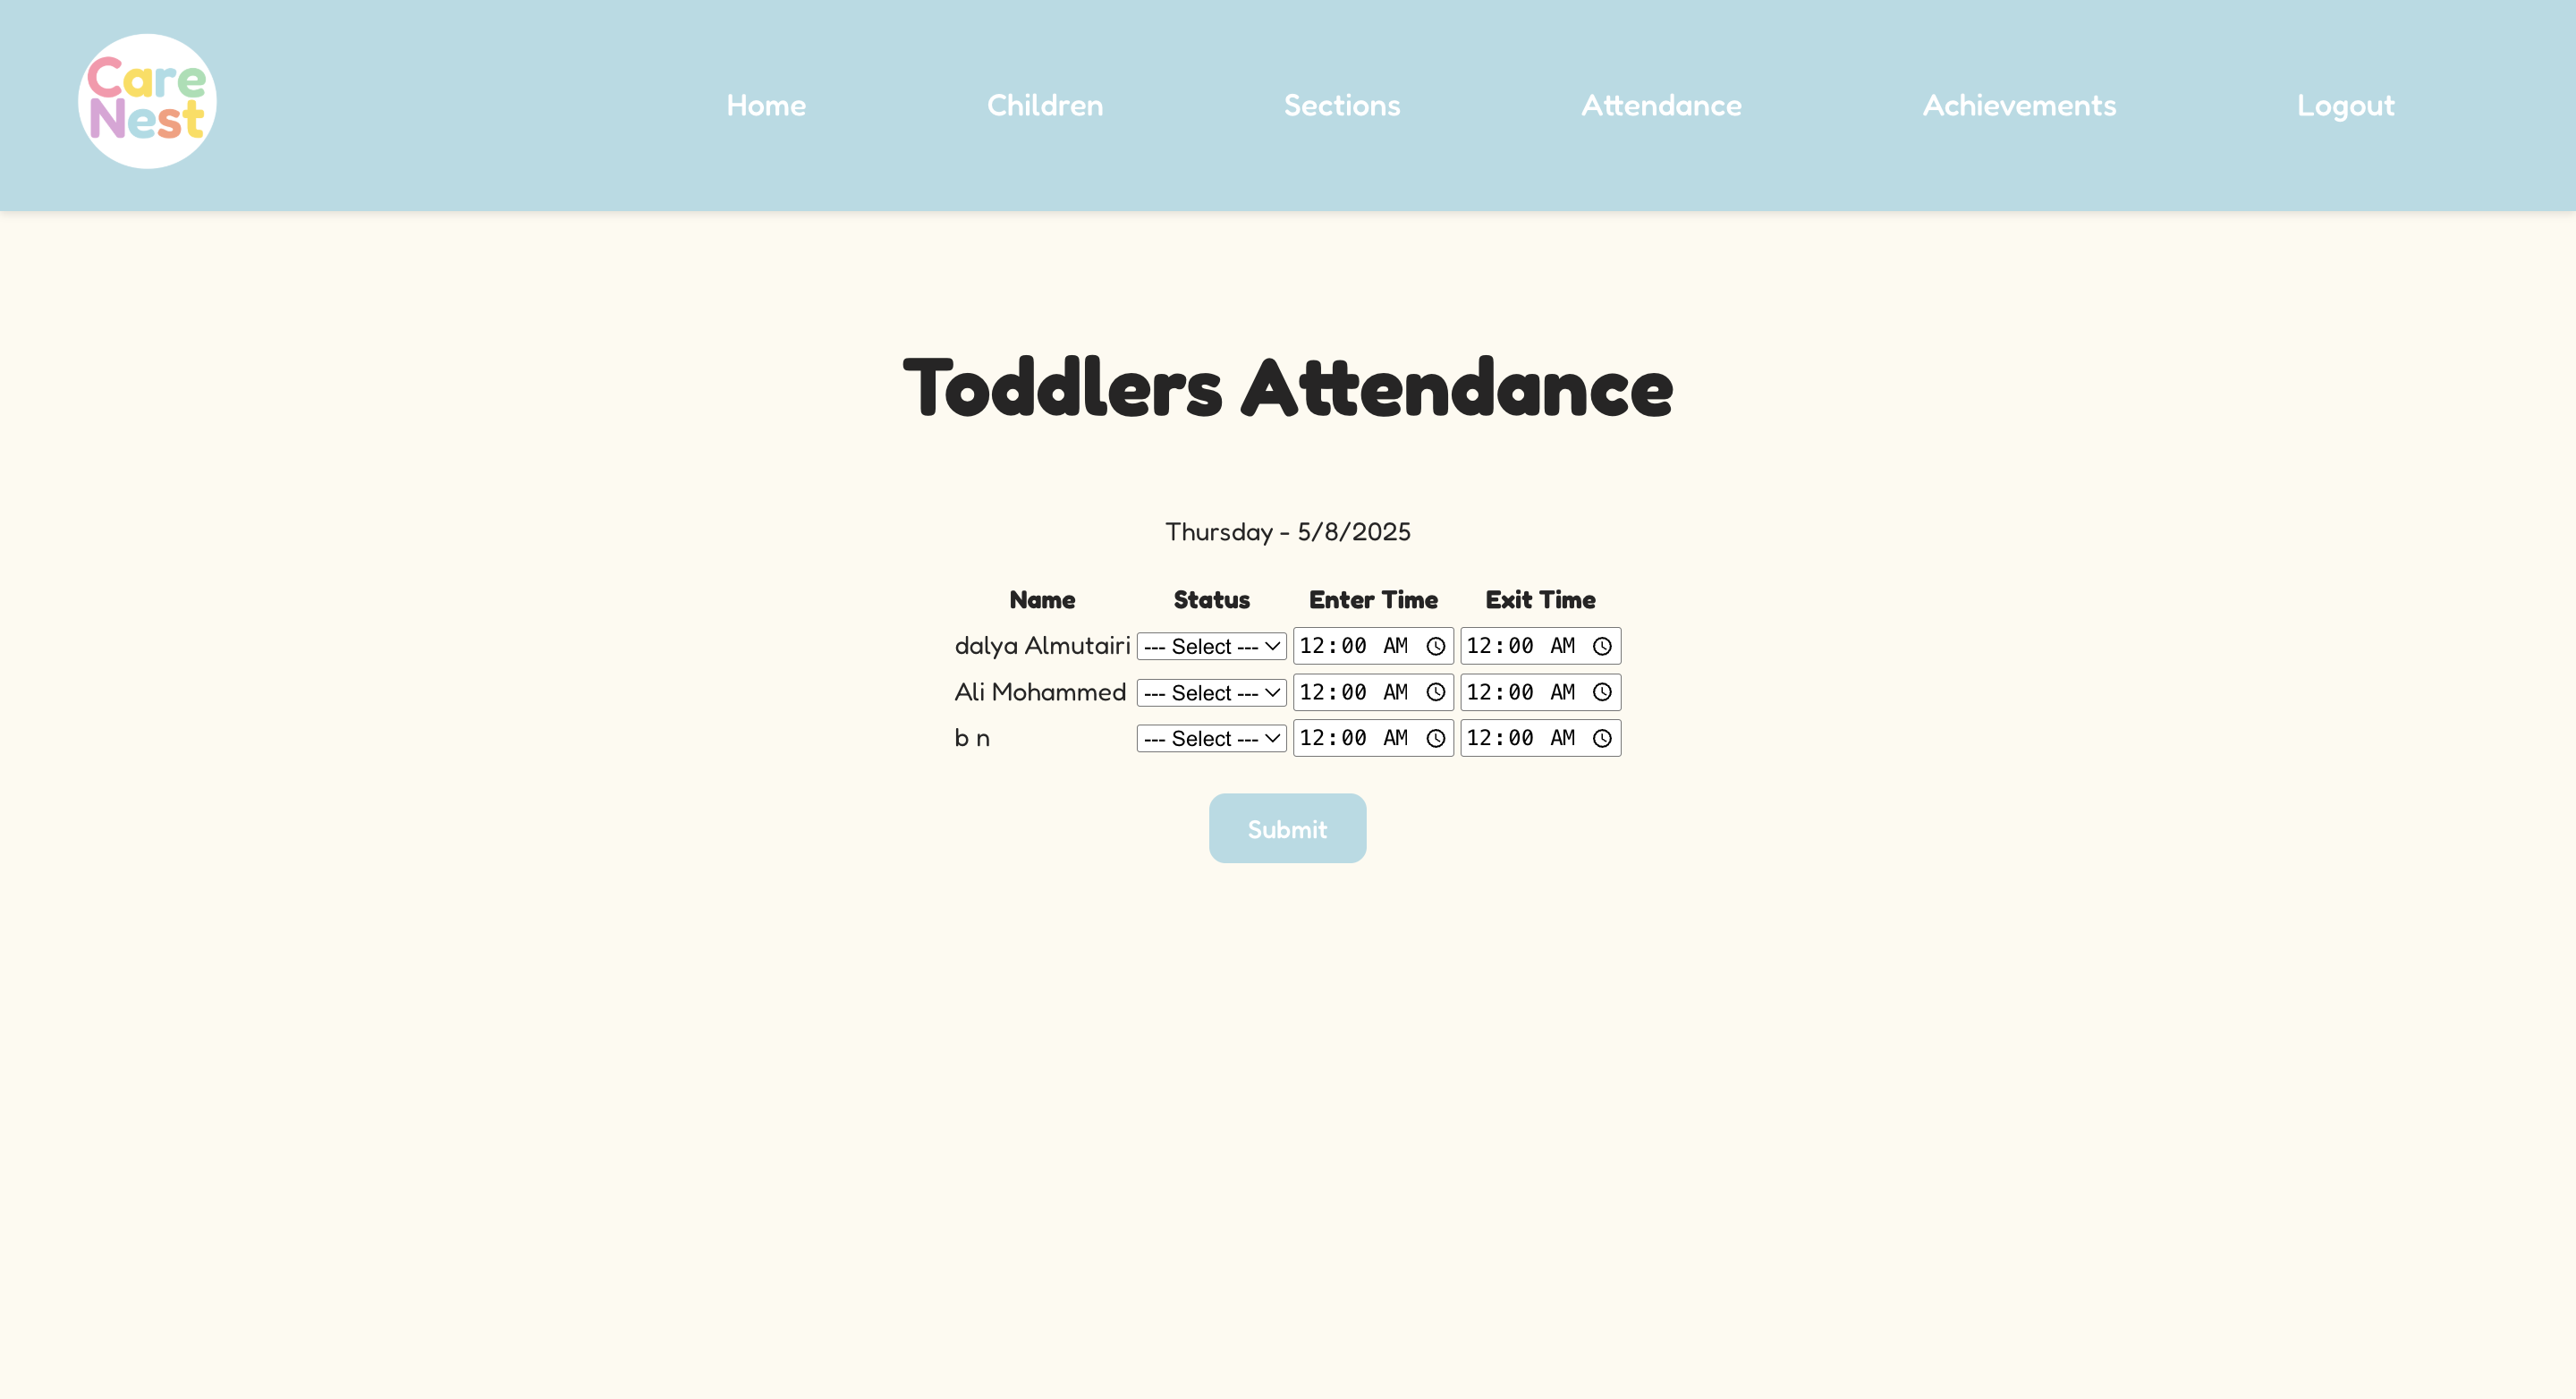 Care
Nest
Home Children Sections Attendance Achievements Logout
Toddlers Attendance
Thursday - 5/8/2025
Name Status Enter Time Exit Time
dalya Almutairi --- Select --- 12:00 AM 12:00 AM
Ali Mohammed --- Select --- 12:00 AM 12:00 AM
b n --- Select --- 12:00 AM 12:00 AM
Submit